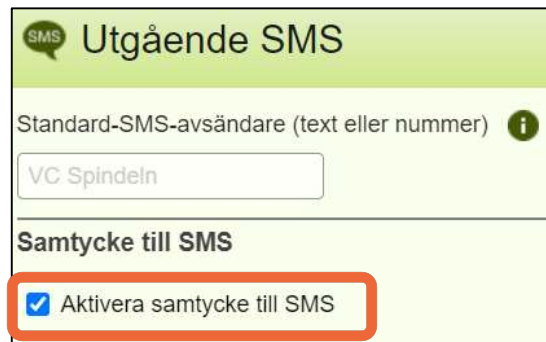 SMS Utgående SMS
Standard-SMS-avsändare (text eller nummer) i
VC Spindeln
Samtycke till SMS
Aktivera samtycke till SMS